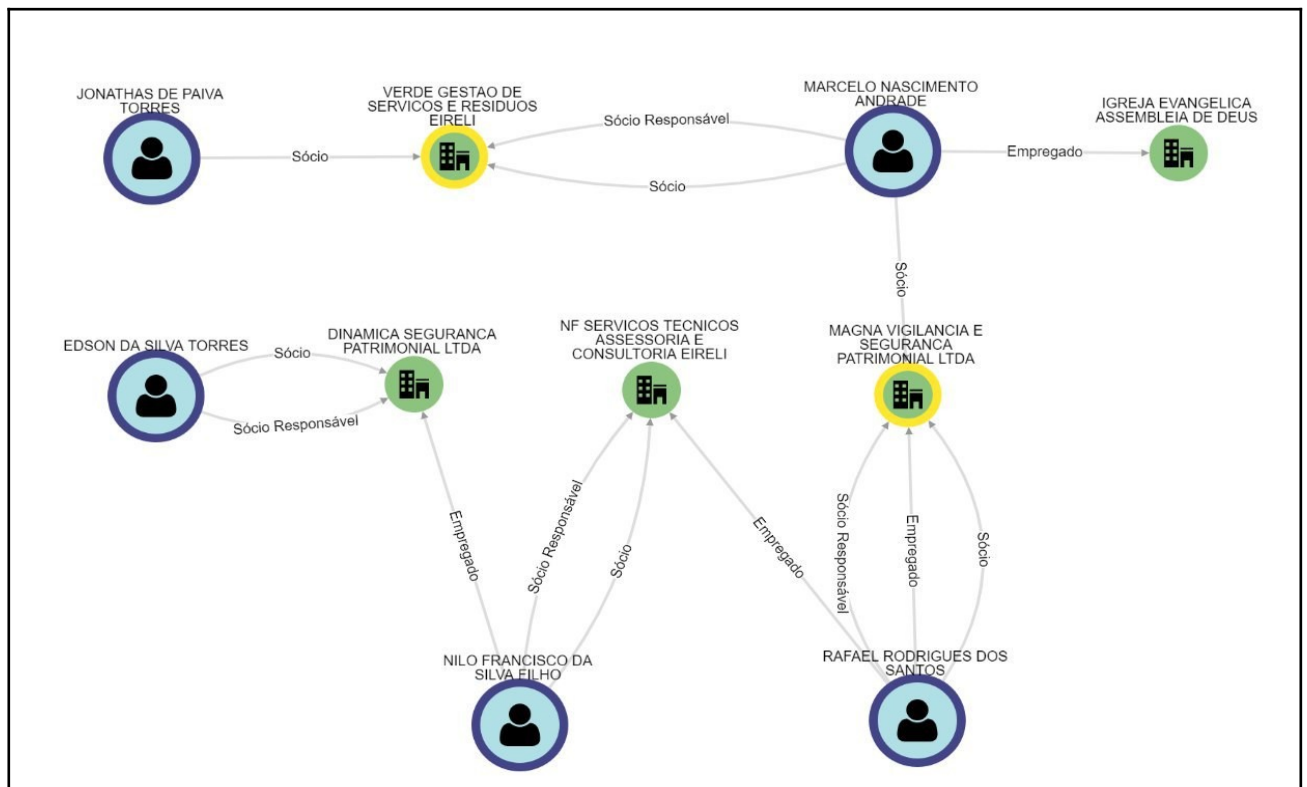 JONATHAS DE PAIVA
TORRES
VERDE GESTAO DE
SERVICOS E RESIDUOS
EIRELI
MARCELO NASCIMENTO
ANDRADE
IGREJA EVANGELICA
ASSEMBLEIA DE DEUS
Sócio
Sócio Responsável
Sócio
Empregado
Sócio
EDSON DA SILVA TORRES
DINAMICA SEGURANCA
PATRIMONIAL LTDA
NF SERVICOS TECNICOS
ASSESSORIA E
CONSULTORIA EIRELI
MAGNA VIGILANCIA E
SEGURANCA
PATRIMONIAL LTDA
Sócio
Sócio Responsável
Empregado
Sócio Responsável
Sócio
Empregado
Sócio Responsável
Empregado
Sócio
NILO FRANCISCO DA
SILVA FILHO
RAFAEL RODRIGUES DOS
SANTOS